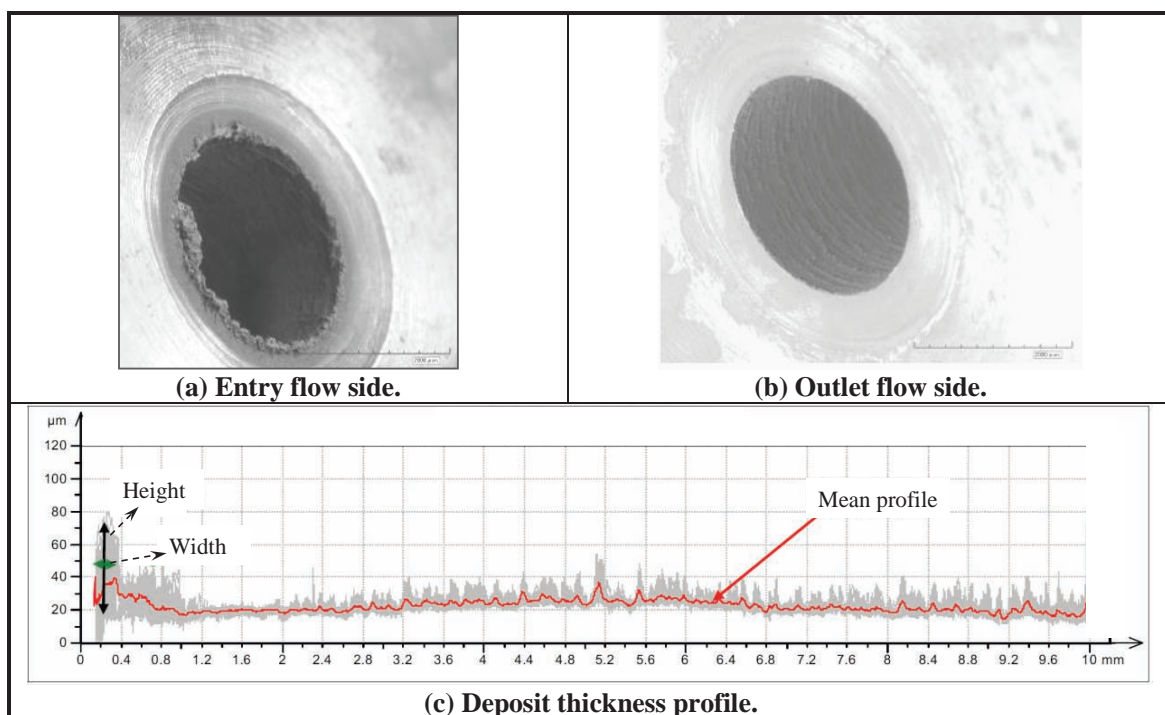 (a) Entry flow side.
(b) Outlet flow side.
µm
120
100
80
60
40
20
0
Height
Width
Mean profile
0 0.4 0.8 1.2 1.6 2 2.4 2.8 3.2 3.6 4 4.4 4.8 5.2 5.6 6 6.4 6.8 7.2 7.6 8 8.4 8.8 9.2 9.6 10 mm
(c) Deposit thickness profile.